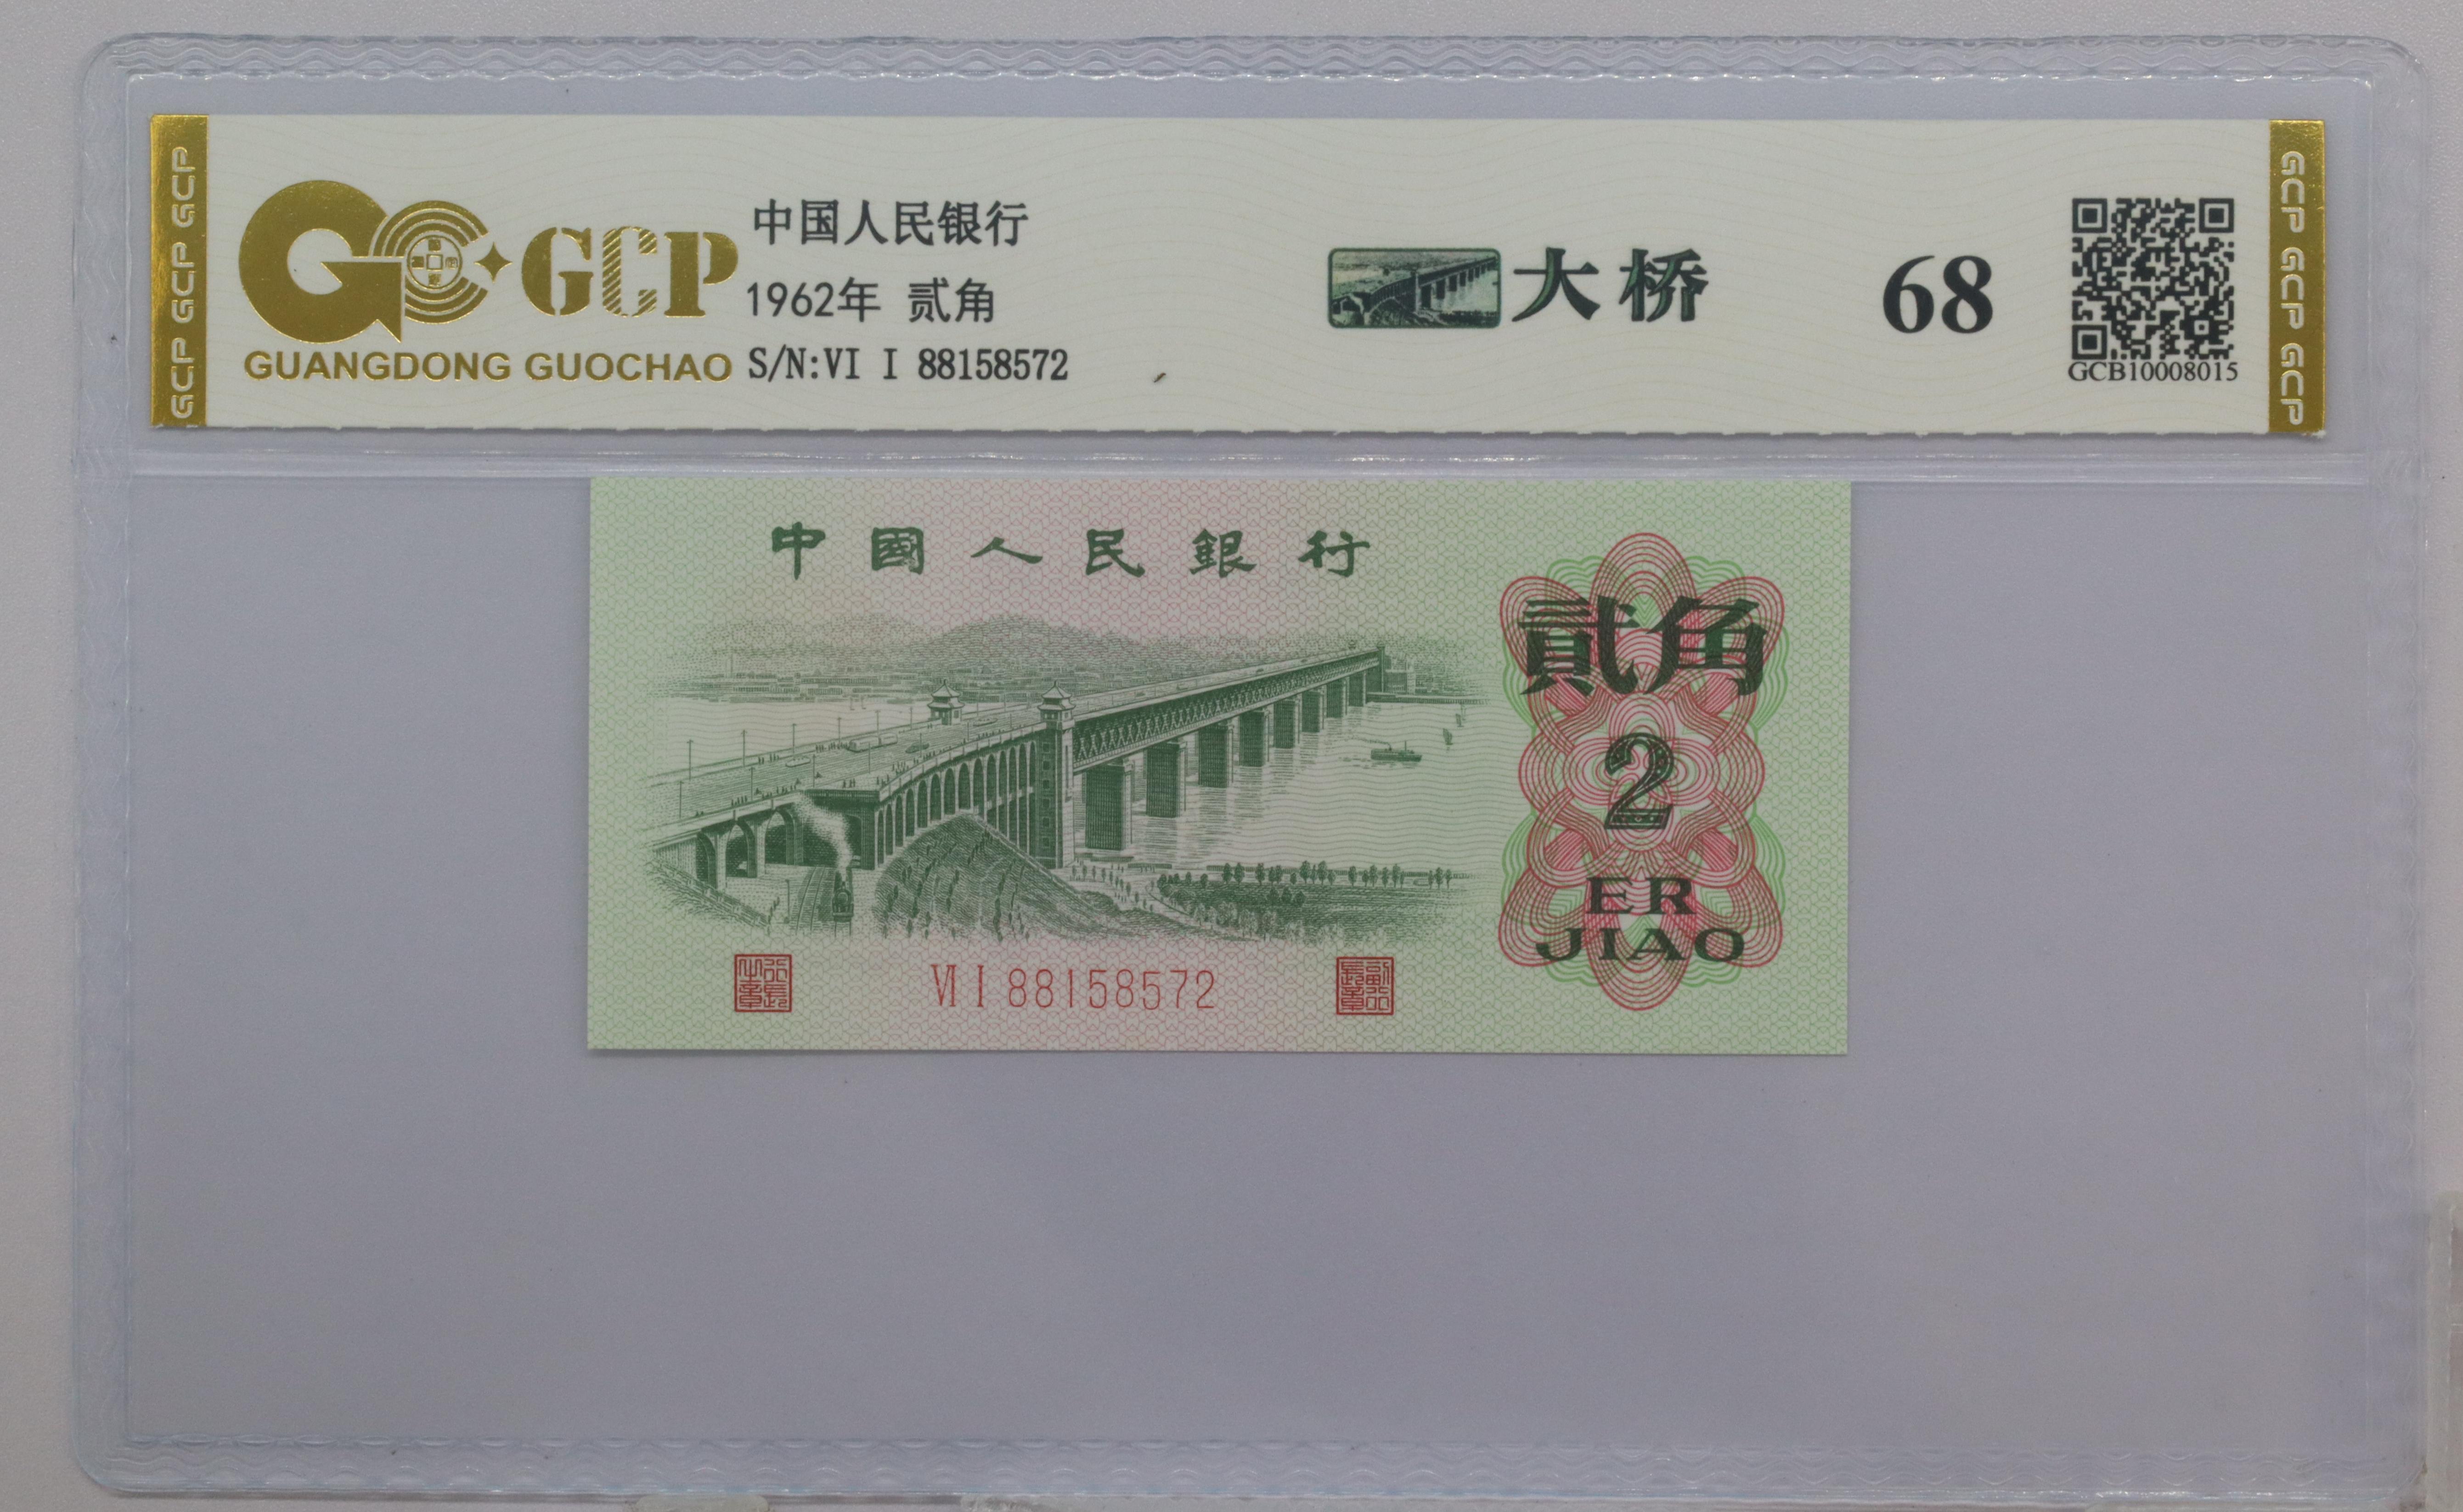 GCP GCP GCP
GCP
GUANGDONG GUOCHAO
中国人民银行
1962年 贰角
S/N:VI I 88158572
大桥
68
GCB10008015
GCP GCP GCP
中國人民銀行
貳角
2
ER
JIAO
VI I 88158572